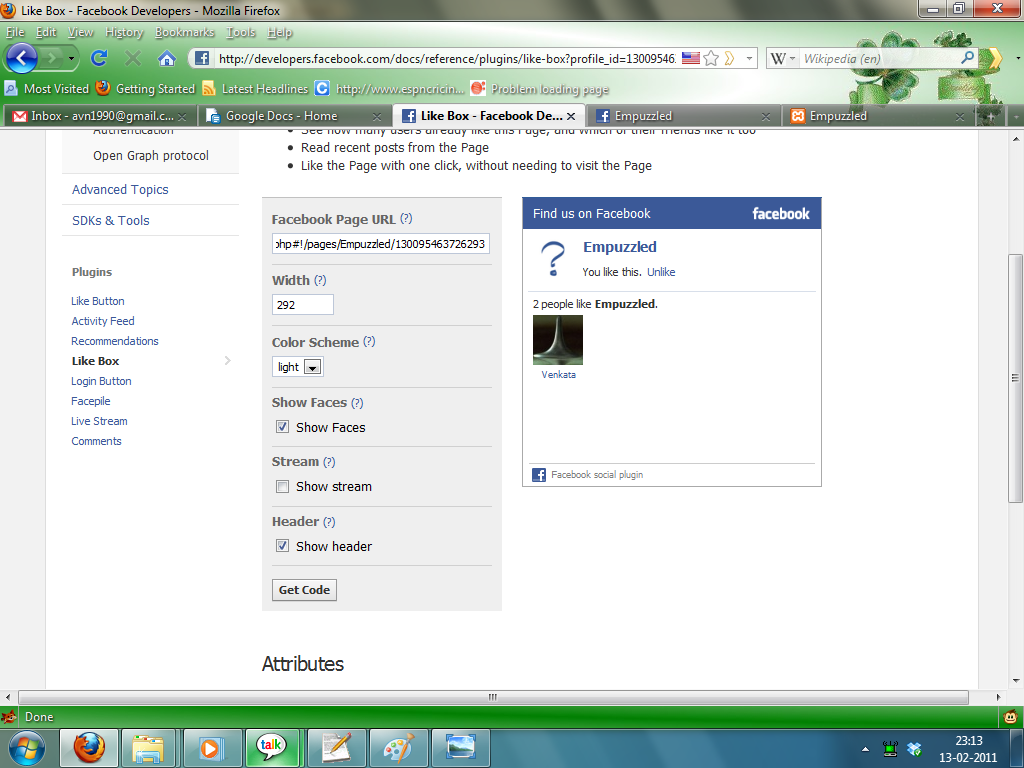 Like Box - Facebook Developers - Mozilla Firefox
File Edit View History Bookmarks Tools Help
http://developers.facebook.com/docs/reference/plugins/like-box?profile_id=13009546
W Wikipedia (en)
Most Visited Getting Started Latest Headlines http://www.espncricin... Problem loading page
Inbox - avn1990@gmail.c... Google Docs - Home Like Box - Facebook De... Empuzzled Empuzzled
Authentication
Open Graph protocol
Advanced Topics
SDKs & Tools
Plugins
Like Button
Activity Feed
Recommendations
Like Box
Login Button
Facepile
Live Stream
Comments
See how many users already like this Page, and which of their friends like it too
Read recent posts from the Page
Like the Page with one click, without needing to visit the Page
Facebook Page URL (?)
php#!/pages/Empuzzled/130095463726293
Width (?)
292
Color Scheme (?)
light
Show Faces (?)
Show Faces
Stream (?)
Show stream
Header (?)
Show header
Get Code
Find us on Facebook facebook
Empuzzled
You like this. Unlike
2 people like Empuzzled.
Venkata
Facebook social plugin
Attributes
Done
talk
23:13
13-02-2011